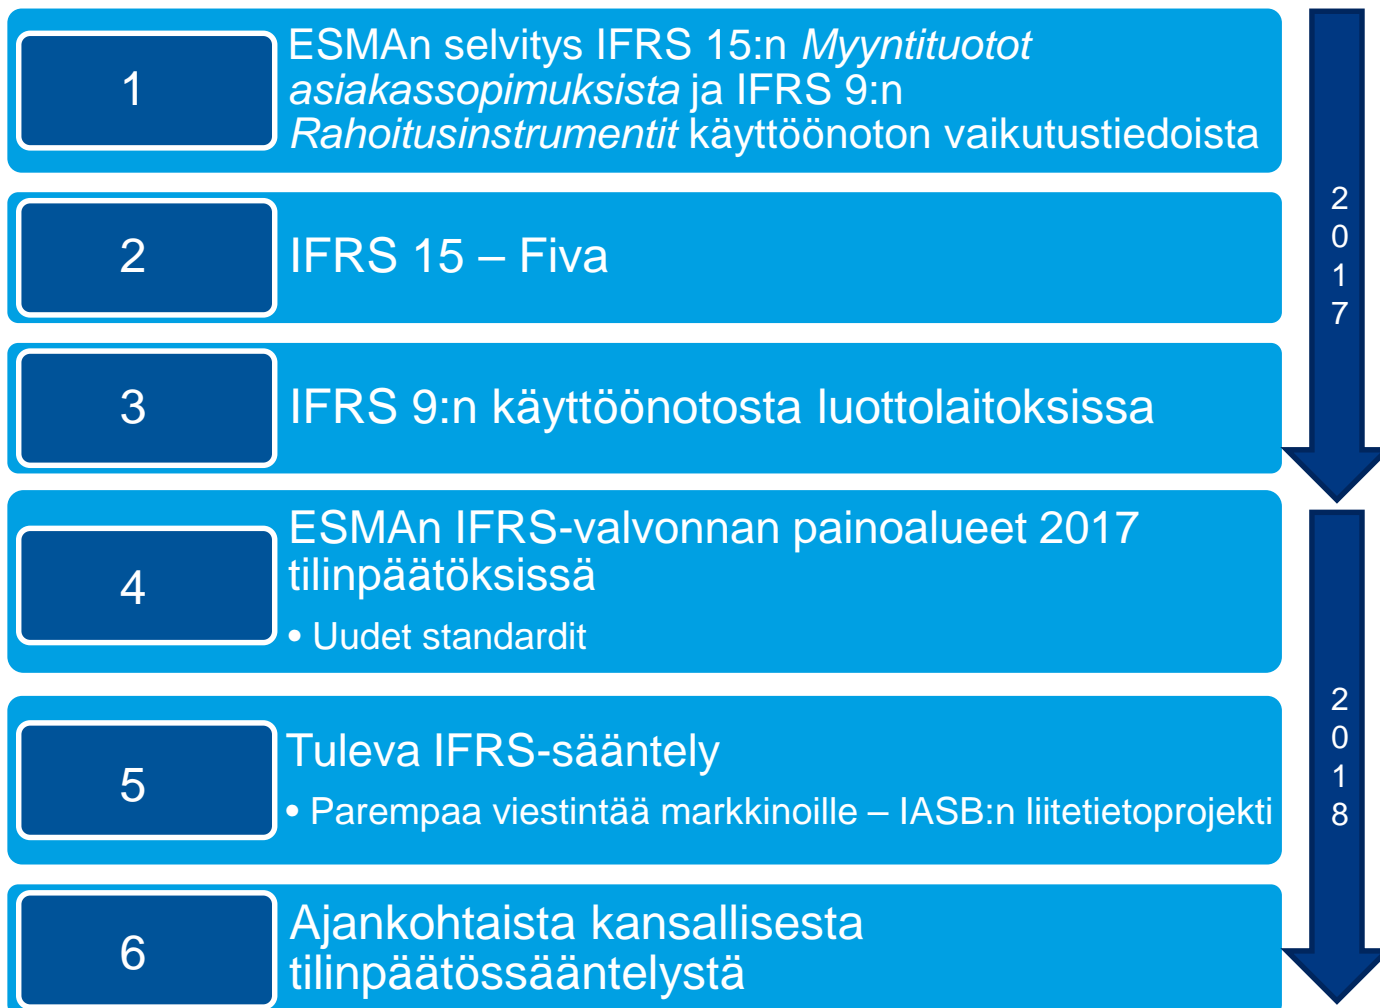 1
ESMAn selvitys IFRS 15:n Myyntituotot
asiakassopimuksista ja IFRS 9:n
Rahoitusinstrumentit käyttöönoton vaikutustiedoista
2
IFRS 15 – Fiva
3
IFRS 9:n käyttöönotosta luottolaitoksissa
2
0
1
7
4
ESMAn IFRS-valvonnan painoalueet 2017
tilinpäätöksissä
• Uudet standardit
5
Tuleva IFRS-sääntely
• Parempaa viestintää markkinoille – IASB:n liitetietoprojekti
6
Ajankohtaista kansallisesta
tilinpäätössääntelystä
2
0
1
8